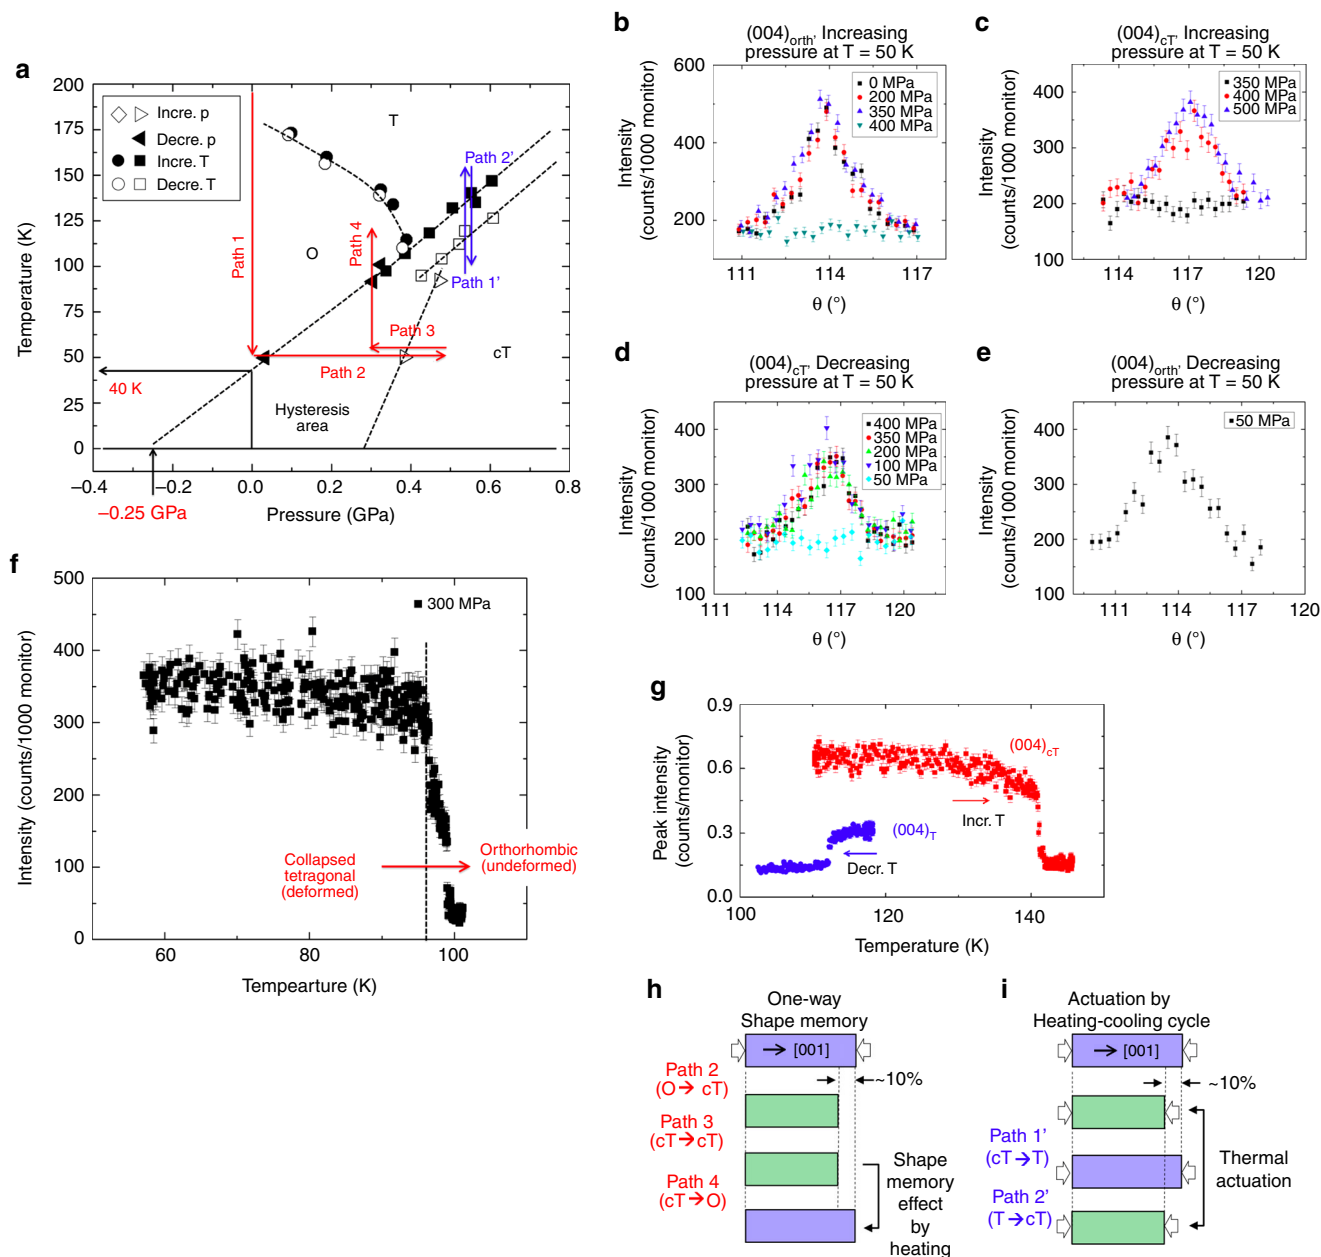 a
200
175
150
125
100
75
50
25
0
Temperature (K)
Incre. p
Decre. p
Incre. T
Decre. T
T
O
cT
Path 1
Path 2
Path 3
Path 4
Path 2'
Path 1'
40 K
Hysteresis
area
−0.4
−0.2
0.0
0.2
0.4
0.6
0.8
−0.25 GPa
Pressure (GPa)
b
(004)orth, Increasing
pressure at T = 50 K
600
400
200
Intensity
(counts/1000 monitor)
0 MPa
200 MPa
350 MPa
400 MPa
111
114
117
θ (°)
c
(004)cT, Increasing
pressure at T = 50 K
400
300
200
100
Intensity
(counts/1000 monitor)
350 MPa
400 MPa
500 MPa
114
117
120
θ (°)
d
(004)cT, Decreasing
pressure at T = 50 K
400
300
200
100
Intensity
(counts/1000 monitor)
400 MPa
350 MPa
200 MPa
100 MPa
50 MPa
111
114
117
120
θ (°)
e
(004)orth, Decreasing
pressure at T = 50 K
400
300
200
100
Intensity
(counts/1000 monitor)
50 MPa
111
114
117
120
θ (°)
f
500
400
300
200
100
0
Intensity (counts/1000 monitor)
300 MPa
Collapsed
tetragonal
(deformed)
Orthorhombic
(undeformed)
60
80
100
Tempearture (K)
g
0.9
0.6
0.3
0.0
Peak intensity
(counts/monitor)
(004)cT
Incr. T
(004)T
Decr. T
100
120
140
Temperature (K)
h
One-way
Shape memory
[001]
~10%
Path 2
(O → cT)
Path 3
(cT → cT)
Path 4
(cT → O)
Shape
memory
effect
by
heating
i
Actuation by
Heating-cooling cycle
[001]
~10%
Path 1'
(cT → T)
Path 2'
(T → cT)
Thermal
actuation